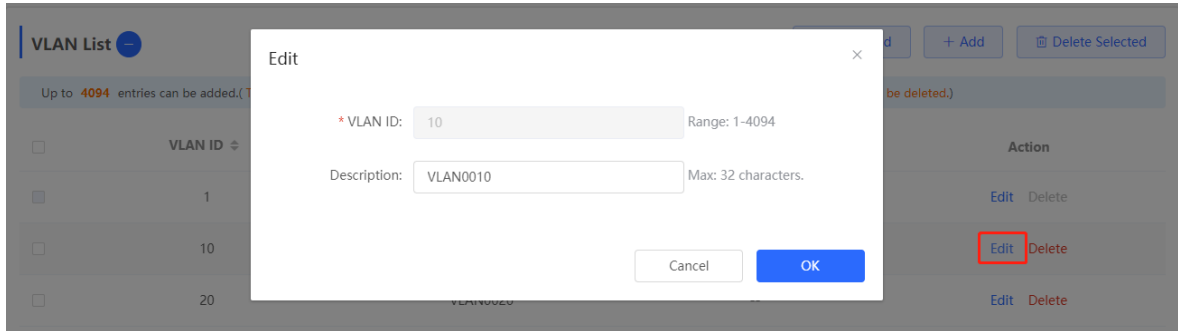 VLAN List
Edit
d
+ Add
Delete Selected
Up to 4094 entries can be added.(
be deleted.)
* VLAN ID: 10 Range: 1-4094
VLAN ID
Action
Description: VLAN0010 Max: 32 characters.
1 Edit Delete
10 Edit Delete
Cancel OK
20 VLAN0020 Edit Delete